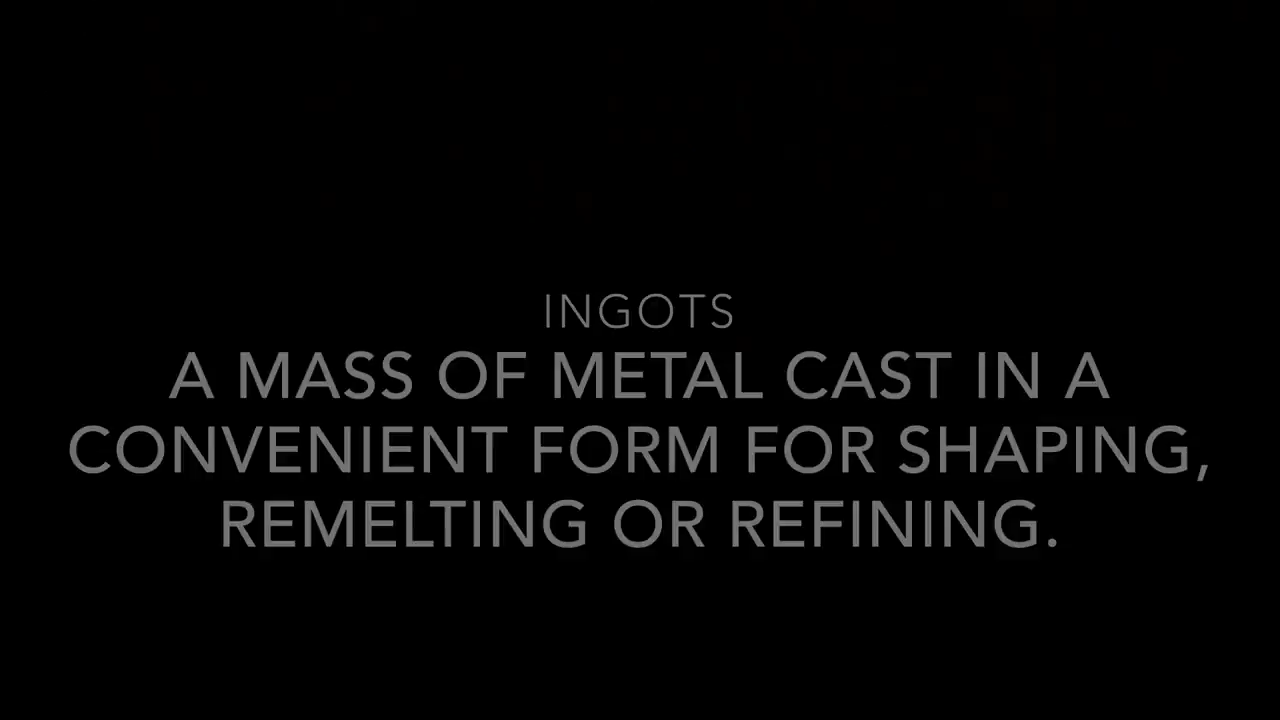 INGOTS
A MASS OF METAL CAST IN A
CONVENIENT FORM FOR SHAPING,
REMELTING OR REFINING.